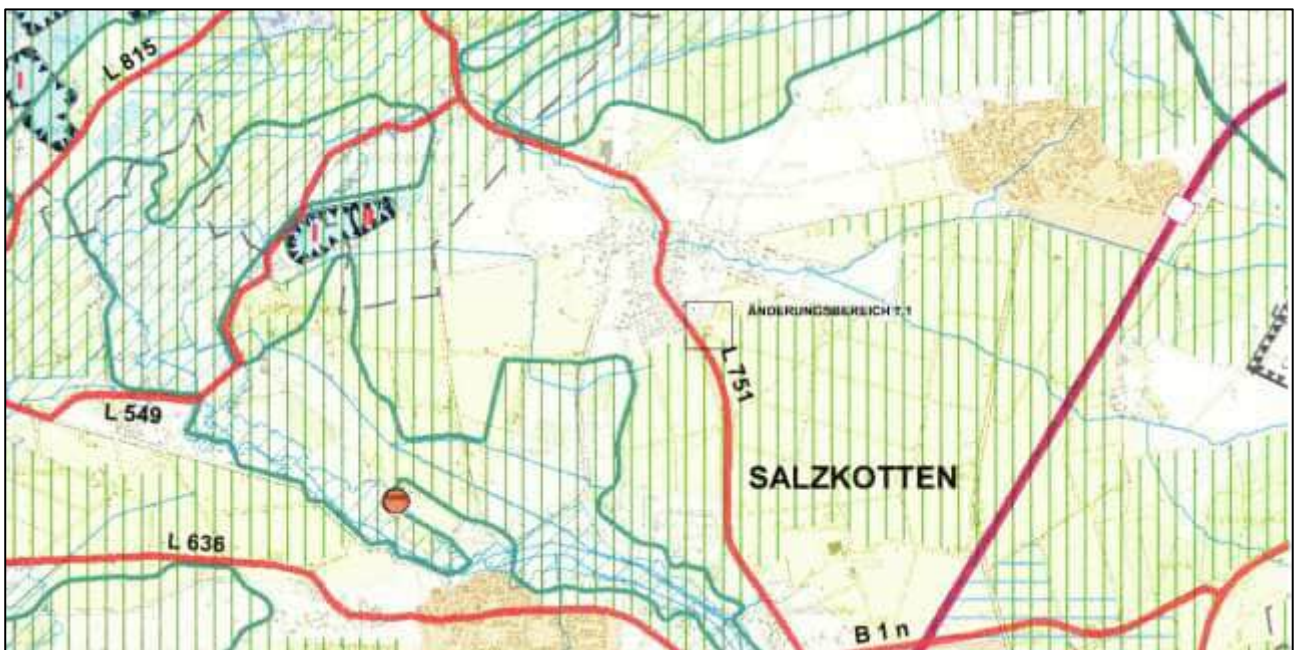 L 815
ÄNDERUNGSBEREICH 7.1
L 751
L 549
SALZKOTTEN
L 636
B 1 n